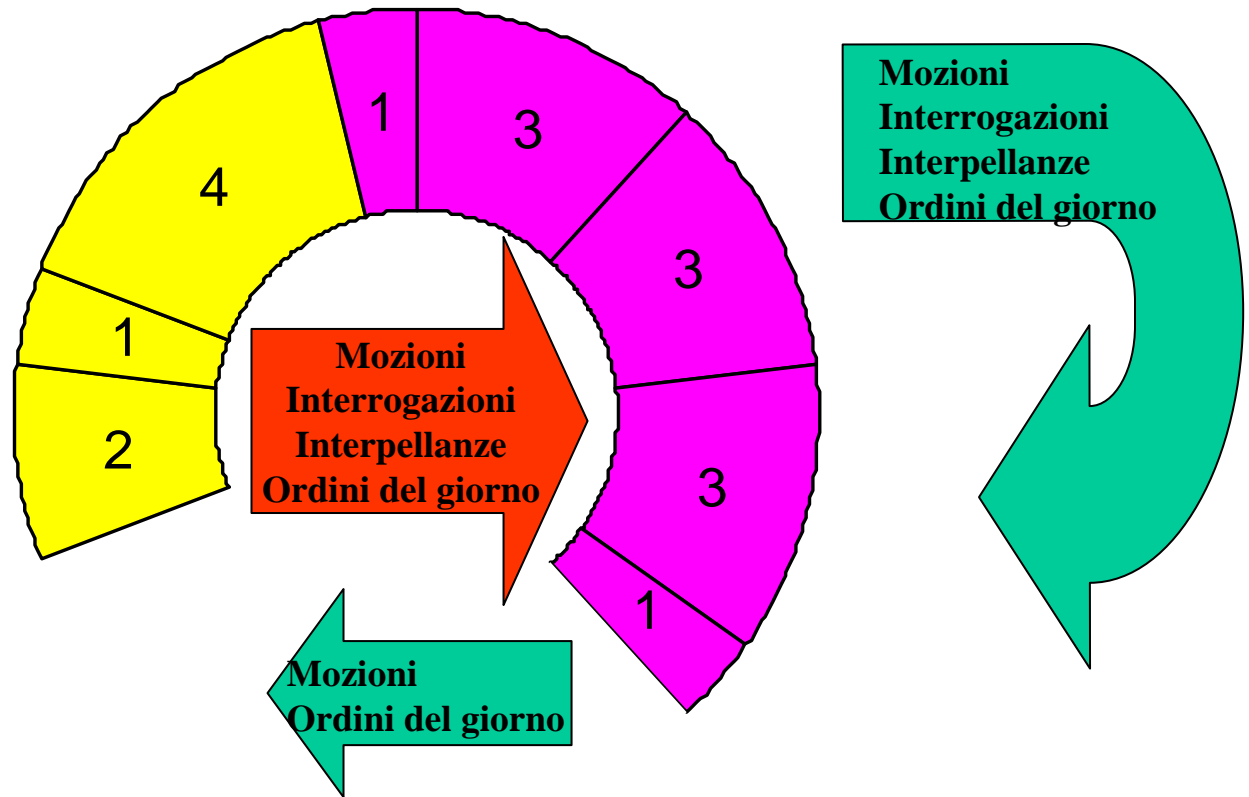 4
1
2
1
3
3
3
1
Mozioni
Interrogazioni
Interpellanze
Ordini del giorno
Mozioni
Ordini del giorno
Mozioni
Interrogazioni
Interpellanze
Ordini del giorno